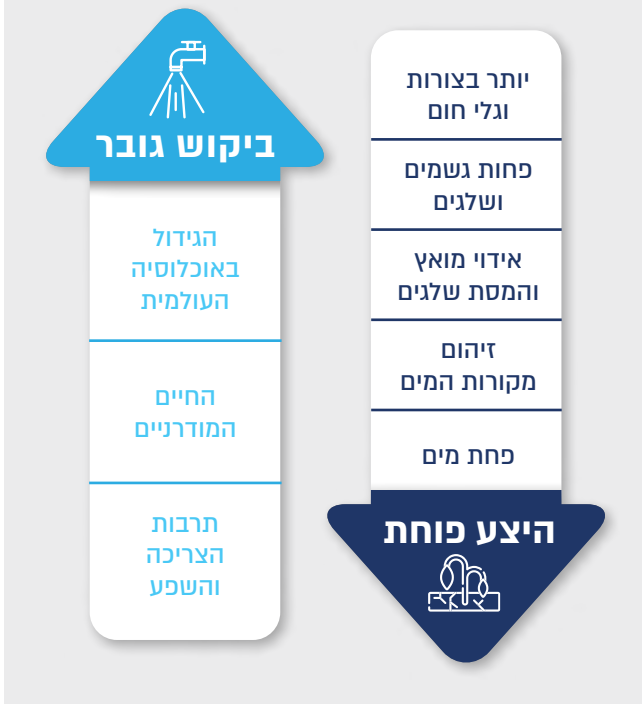 יותר בצורות
וגלי חום
פחות גשמים
ושלגים
אידוי מואץ
והמסת שלגים
זיהום
מקורות המים
פחת מים
היצע פוחת
ביקוש גובר
הגידול
באוכלוסיה
העולמית
החיים
המודרניים
תרבות
הצריכה
והשפע